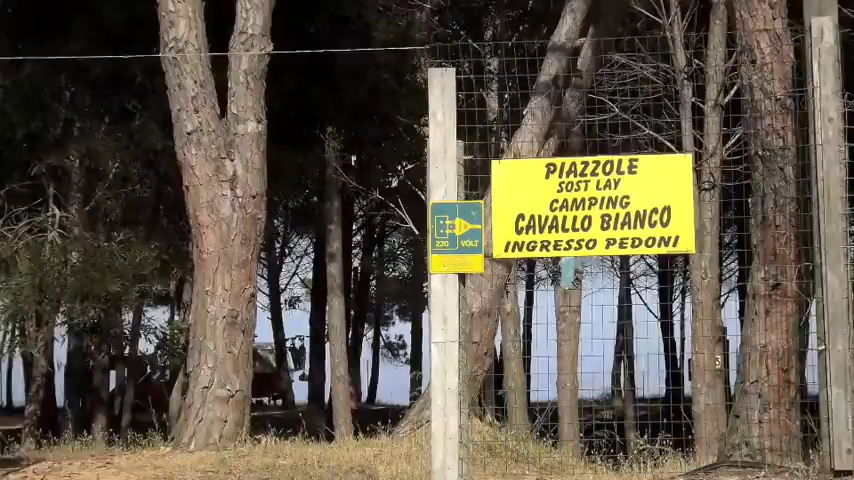 PIAZZOLE
SOST LAY
CAMPING
CAVALLO BIANCO
INGRESSO PEDONI
220 VOLT